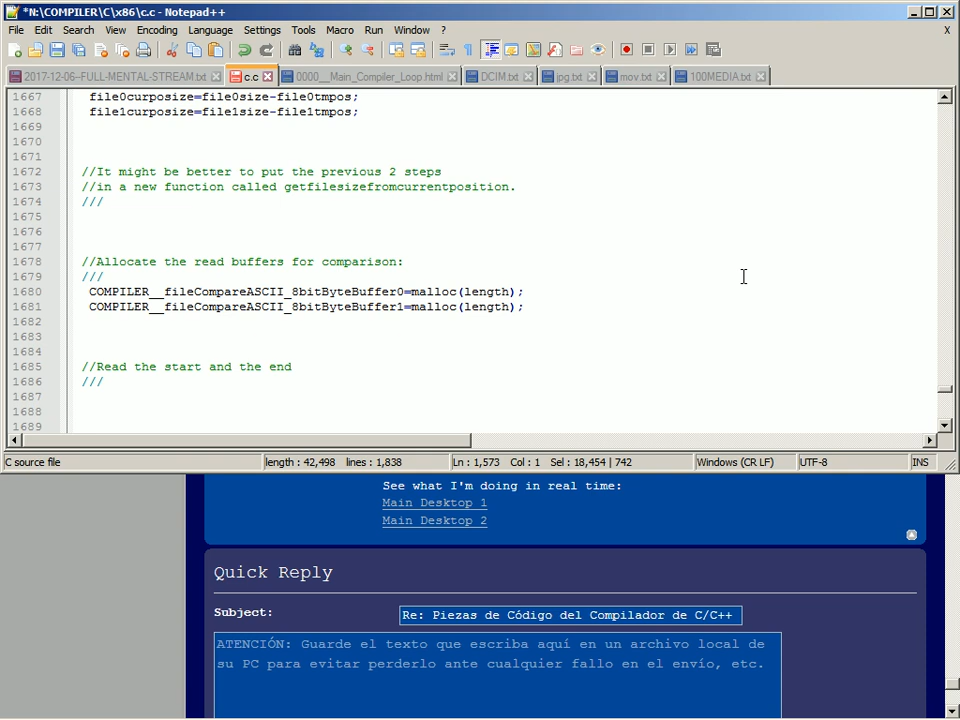 *N:\COMPILER\C\x86\c.c - Notepad++
File Edit Search View Encoding Language Settings Tools Macro Run Window ? X
2017-12-06--FULL-MENTAL-STREAM.txt c.c 0000__Main_Compiler_Loop.html DCIM.txt jpg.txt mov.txt 100MEDIA.txt
1667 file0curposize=file0size-file0tmpos;
1668 file1curposize=file1size-file1tmpos;
1669
1670
1671
1672 //It might be better to put the previous 2 steps
1673 //in a new function called getfilesizefromcurrentposition.
1674 ///
1675
1676
1677
1678 //Allocate the read buffers for comparison:
1679 ///
1680 COMPILER__fileCompareASCII_8bitByteBuffer0=malloc(length);
1681 COMPILER__fileCompareASCII_8bitByteBuffer1=malloc(length);
1682
1683
1684
1685 //Read the start and the end
1686 ///
1687
1688
1689
C source file length : 42,498 lines : 1,838 Ln : 1,573 Col : 1 Sel : 18,454 | 742 Windows (CR LF) UTF-8 INS
See what I'm doing in real time:
Main Desktop 1
Main Desktop 2
Quick Reply
Subject: Re: Piezas de Código del Compilador de C/C++
ATENCIÓN: Guarde el texto que escriba aquí en un archivo local de
su PC para evitar perderlo ante cualquier fallo en el envío, etc.